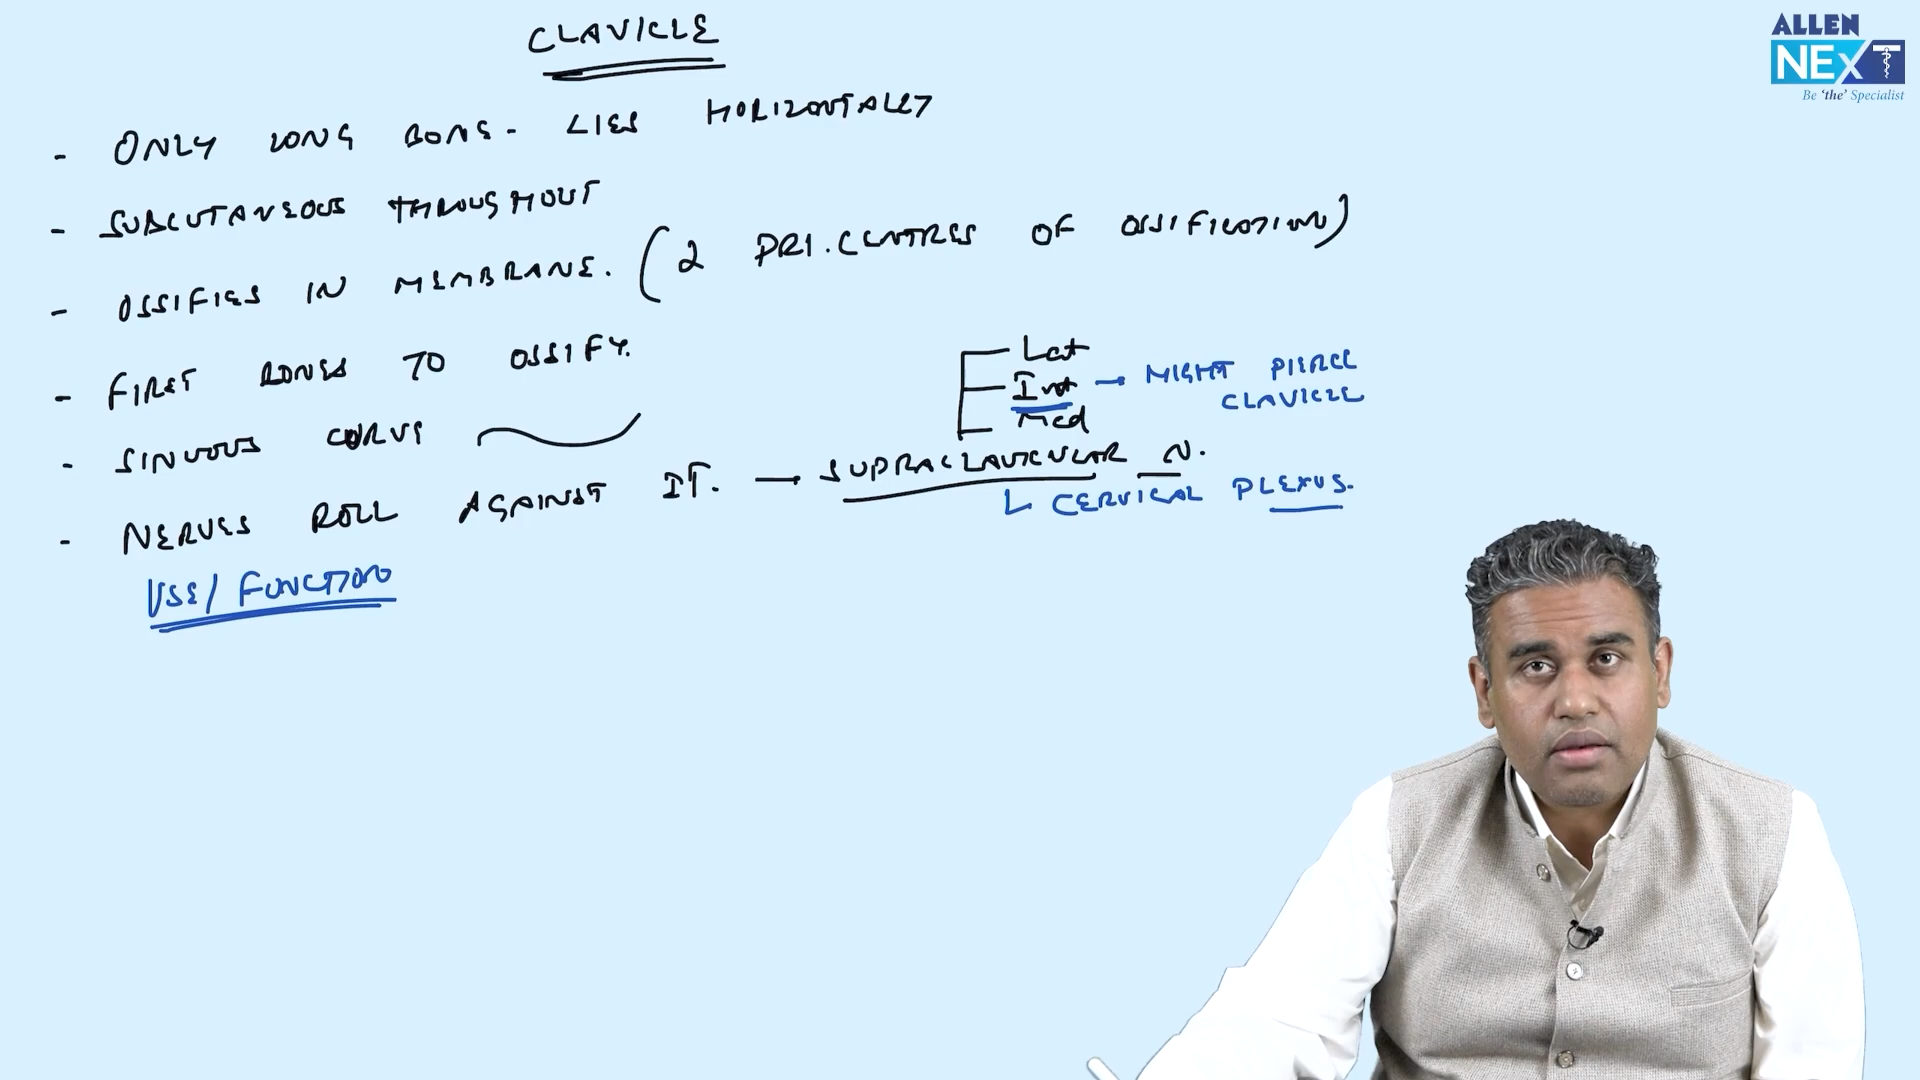 CLAVICLE
ALLEN
NEXT
Be 'the' Specialist
- ONLY LONG BONE - LIES HORIZONTALLY
- SUBCUTANEOUS THROUGHOUT
- OSSIFIES IN MEMBRANE. (2 PRI. CENTRES OF OSSIFICATION)
- FIRST BONES TO OSSIFY.
- SINUOUS CURVE
Lat
Int → MIGHT PIERCE
CLAVICLE
Med
- NERVES ROLL AGAINST IT. → SUPRACLAVICULAR N.
CERVICAL PLEXUS.
USE / FUNCTION